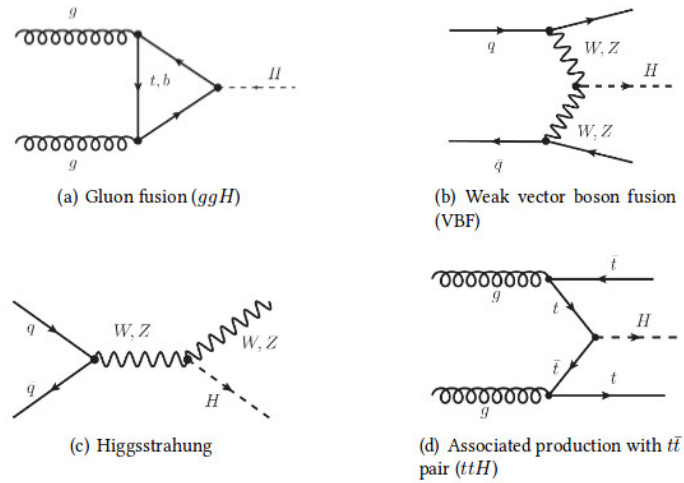 g
t, b
H
g
(a) Gluon fusion (ggH)
q
W, Z
H
W, Z
q̄
(b) Weak vector boson fusion
(VBF)
q
W, Z
W, Z
q̄
H
(c) Higgsstrahung
t̄
g
t
H
t̄
g
t
(d) Associated production with tt̄
pair (ttH)